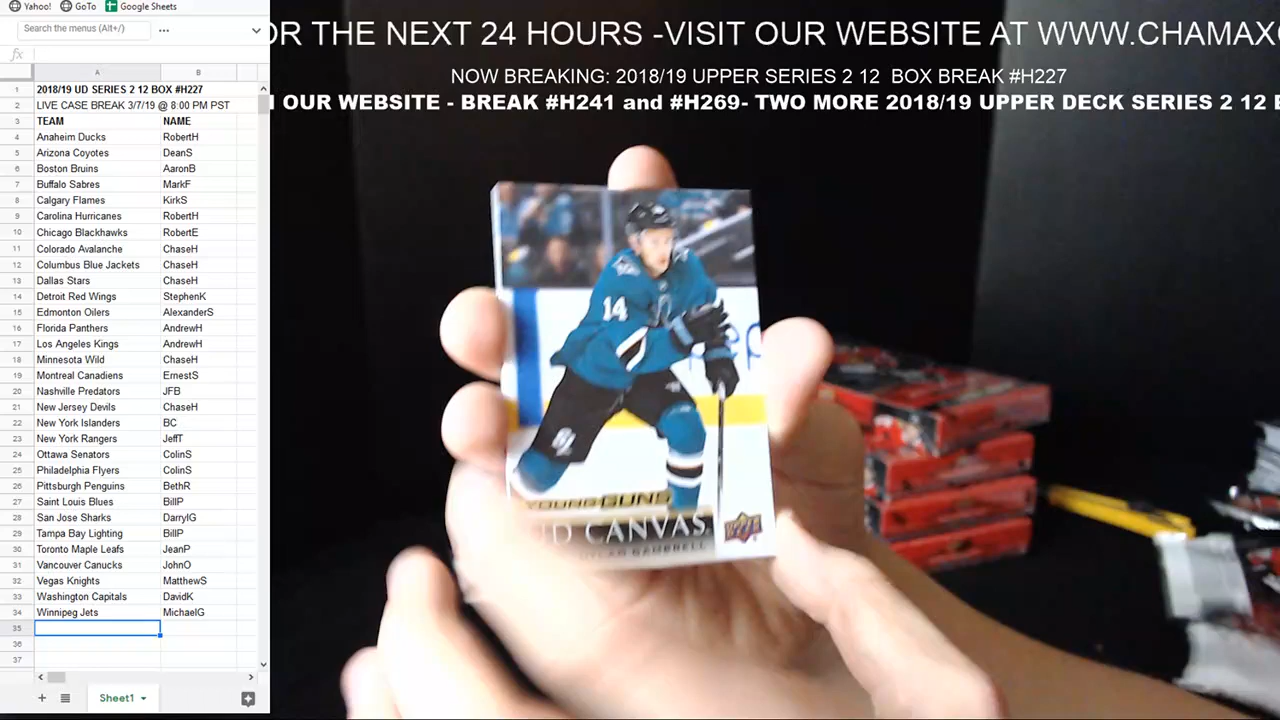 Yahoo!
GoTo
Google Sheets
Search the menus (Alt+/)
fx
A
B
1 2018/19 UD SERIES 2 12 BOX #H227
2 LIVE CASE BREAK 3/7/19 @ 8:00 PM PST
3 TEAM NAME
4 Anaheim Ducks RobertH
5 Arizona Coyotes DeanS
6 Boston Bruins AaronB
7 Buffalo Sabres MarkF
8 Calgary Flames KirkS
9 Carolina Hurricanes RobertH
10 Chicago Blackhawks RobertE
11 Colorado Avalanche ChaseH
12 Columbus Blue Jackets ChaseH
13 Dallas Stars ChaseH
14 Detroit Red Wings StephenK
15 Edmonton Oilers AlexanderS
16 Florida Panthers AndrewH
17 Los Angeles Kings AndrewH
18 Minnesota Wild ChaseH
19 Montreal Canadiens ErnestS
20 Nashville Predators JFB
21 New Jersey Devils ChaseH
22 New York Islanders BC
23 New York Rangers JeffT
24 Ottawa Senators ColinS
25 Philadelphia Flyers ColinS
26 Pittsburgh Penguins BethR
27 Saint Louis Blues BillP
28 San Jose Sharks DarrylG
29 Tampa Bay Lighting BillP
30 Toronto Maple Leafs JeanP
31 Vancouver Canucks JohnO
32 Vegas Knights MatthewS
33 Washington Capitals DavidK
34 Winnipeg Jets MichaelG
35
36
37
Sheet1
OR THE NEXT 24 HOURS -VISIT OUR WEBSITE AT WWW.CHAMAX
NOW BREAKING: 2018/19 UPPER SERIES 2 12 BOX BREAK #H227
OUR WEBSITE - BREAK #H241 and #H269- TWO MORE 2018/19 UPPER DECK SERIES 2 12
14
YOUNG GUNS
UD CANVAS